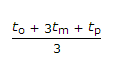 to + 3tm + tp
3